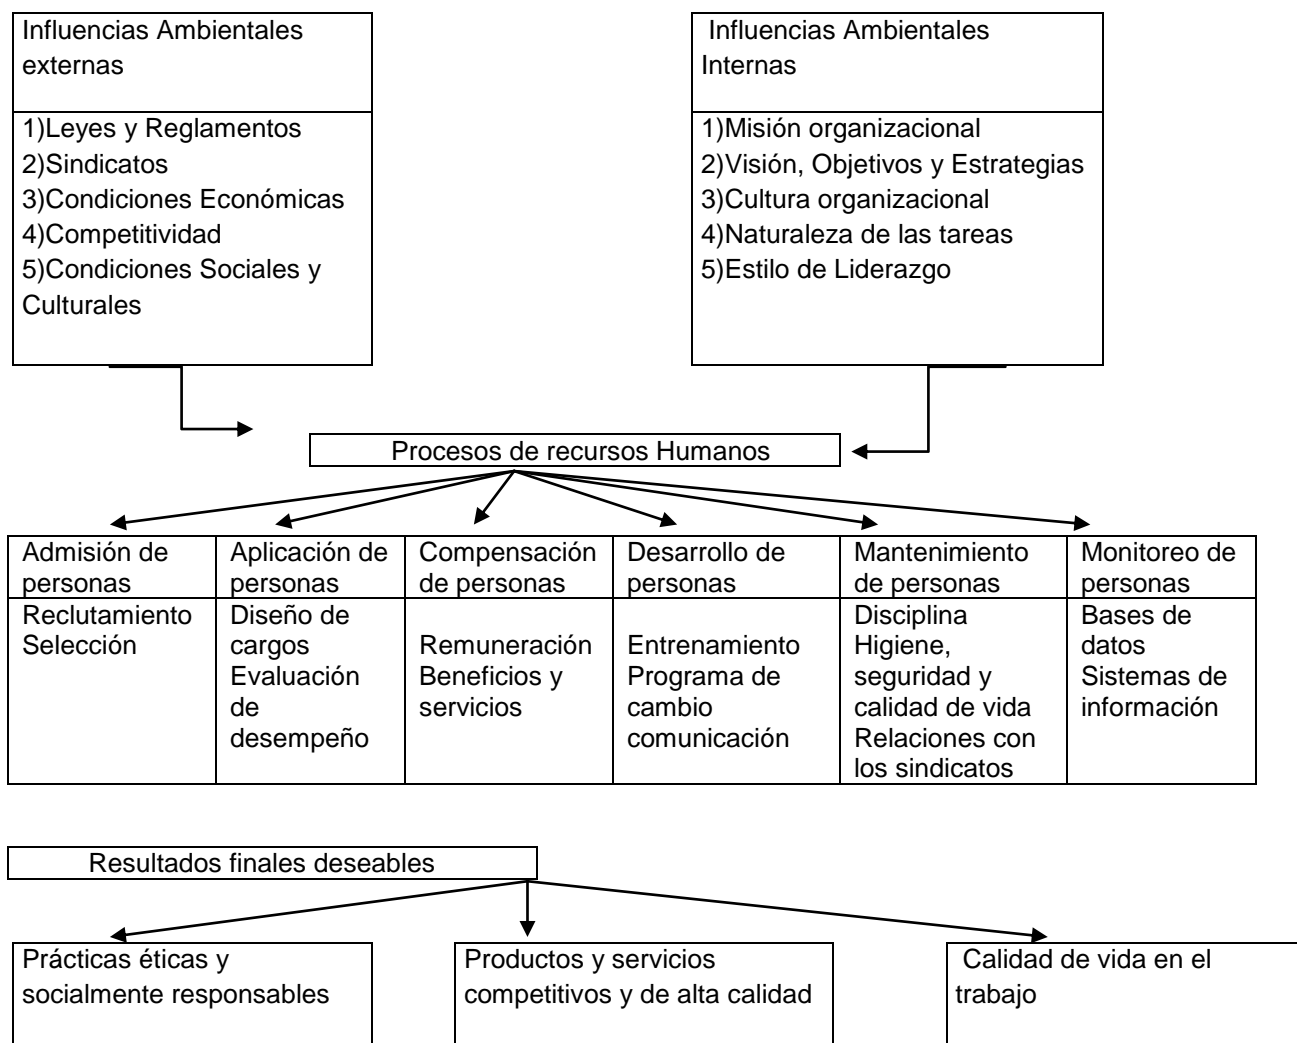 Influencias Ambientales
externas
1)Leyes y Reglamentos
2)Sindicatos
3)Condiciones Económicas
4)Competitividad
5)Condiciones Sociales y
Culturales
Influencias Ambientales
Internas
1)Misión organizacional
2)Visión, Objetivos y Estrategias
3)Cultura organizacional
4)Naturaleza de las tareas
5)Estilo de Liderazgo
Procesos de recursos Humanos
Admisión de
personas
Reclutamiento
Selección
Aplicación de
personas
Diseño de
cargos
Evaluación
de
desempeño
Compensación
de personas
Remuneración
Beneficios y
servicios
Desarrollo de
personas
Entrenamiento
Programa de
cambio
comunicación
Mantenimiento
de personas
Disciplina
Higiene,
seguridad y
calidad de vida
Relaciones con
los sindicatos
Monitoreo de
personas
Bases de
datos
Sistemas de
información
Resultados finales deseables
Prácticas éticas y
socialmente responsables
Productos y servicios
competitivos y de alta calidad
Calidad de vida en el
trabajo